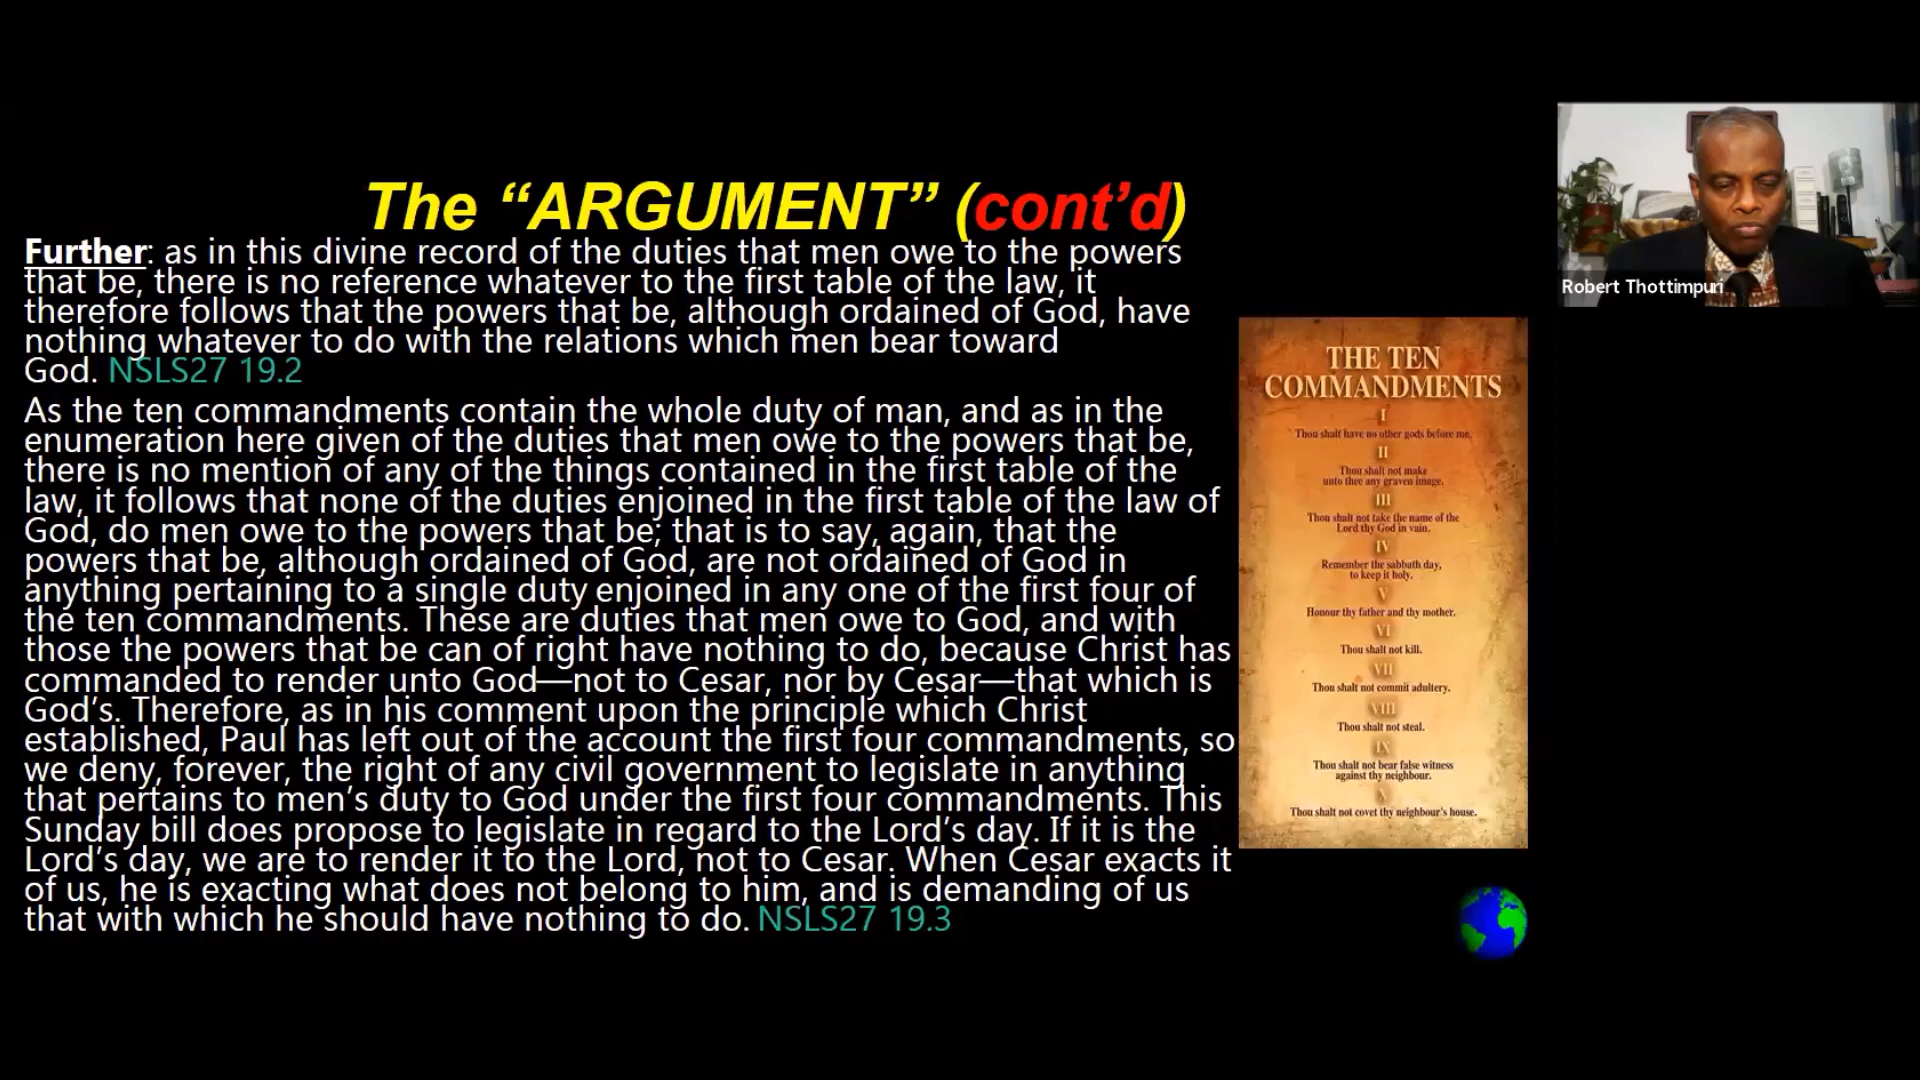 The “ARGUMENT” (cont’d)
Further: as in this divine record of the duties that men owe to the powers
that be, there is no reference whatever to the first table of the law, it
therefore follows that the powers that be, although ordained of God, have
nothing whatever to do with the relations which men bear toward
God. NSLS27 19.2
As the ten commandments contain the whole duty of man, and as in the
enumeration here given of the duties that men owe to the powers that be,
there is no mention of any of the things contained in the first table of the
law, it follows that none of the duties enjoined in the first table of the law of
God, do men owe to the powers that be; that is to say, again, that the
powers that be, although ordained of God, are not ordained of God in
anything pertaining to a single duty enjoined in any one of the first four of
the ten commandments. These are duties that men owe to God, and with
those the powers that be can of right have nothing to do, because Christ has
commanded to render unto God—not to Cesar, nor by Cesar—that which is
God’s. Therefore, as in his comment upon the principle which Christ
established, Paul has left out of the account the first four commandments, so
we deny, forever, the right of any civil government to legislate in anything
that pertains to men’s duty to God under the first four commandments. This
Sunday bill does propose to legislate in regard to the Lord’s day. If it is the
Lord’s day, we are to render it to the Lord, not to Cesar. When Cesar exacts it
of us, he is exacting what does not belong to him, and is demanding of us
that with which he should have nothing to do. NSLS27 19.3
THE TEN
COMMANDMENTS
I
Thou shalt have no other gods before me.
II
Thou shalt not make
unto thee any graven image.
III
Thou shalt not take the name of the
Lord thy God in vain.
IV
Remember the sabbath day,
to keep it holy.
V
Honour thy father and thy mother.
VI
Thou shalt not kill.
VII
Thou shalt not commit adultery.
VIII
Thou shalt not steal.
IX
Thou shalt not bear false witness
against thy neighbour.
X
Thou shalt not covet thy neighbour's house.
Robert Thottimpuri